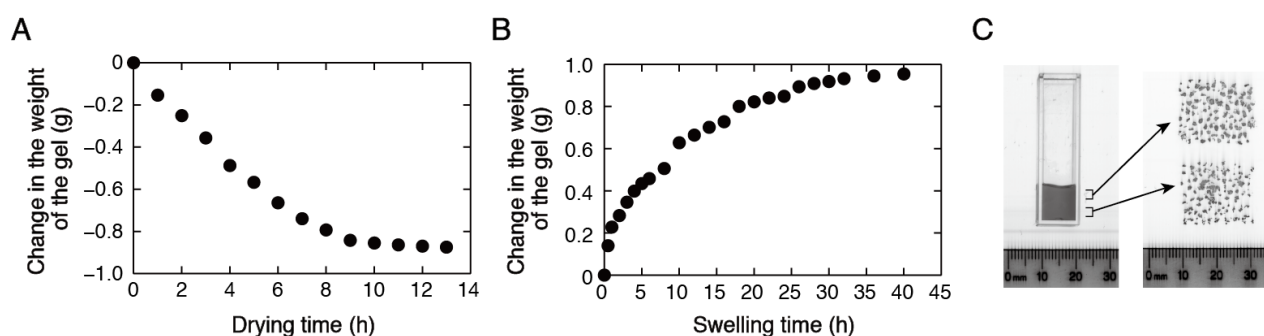 A
Change in the weight
of the gel (g)
0
−0.2
−0.4
−0.6
−0.8
−1.0
0 2 4 6 8 10 12 14
Drying time (h)
B
Change in the weight
of the gel (g)
1.0
0.8
0.6
0.4
0.2
0
0 5 10 15 20 25 30 35 40 45
Swelling time (h)
C
0mm 10 20 30
0mm 10 20 30